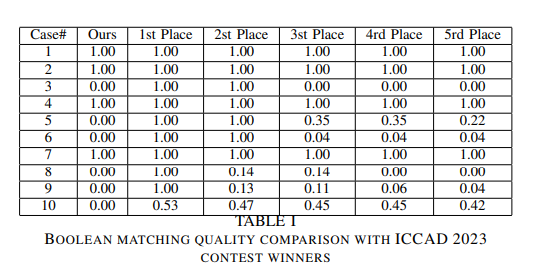 Case# Ours 1st Place 2st Place 3st Place 4rd Place 5rd Place
1 1.00 1.00 1.00 1.00 1.00 1.00
2 1.00 1.00 1.00 1.00 1.00 1.00
3 0.00 1.00 1.00 0.00 0.00 0.00
4 1.00 1.00 1.00 1.00 1.00 1.00
5 0.00 1.00 1.00 0.35 0.35 0.22
6 0.00 1.00 1.00 0.04 0.04 0.04
7 1.00 1.00 1.00 1.00 1.00 1.00
8 0.00 1.00 0.14 0.14 0.00 0.00
9 0.00 1.00 0.13 0.11 0.06 0.04
10 0.00 0.53 0.47 0.45 0.45 0.42
TABLE I
BOOLEAN MATCHING QUALITY COMPARISON WITH ICCAD 2023
CONTEST WINNERS